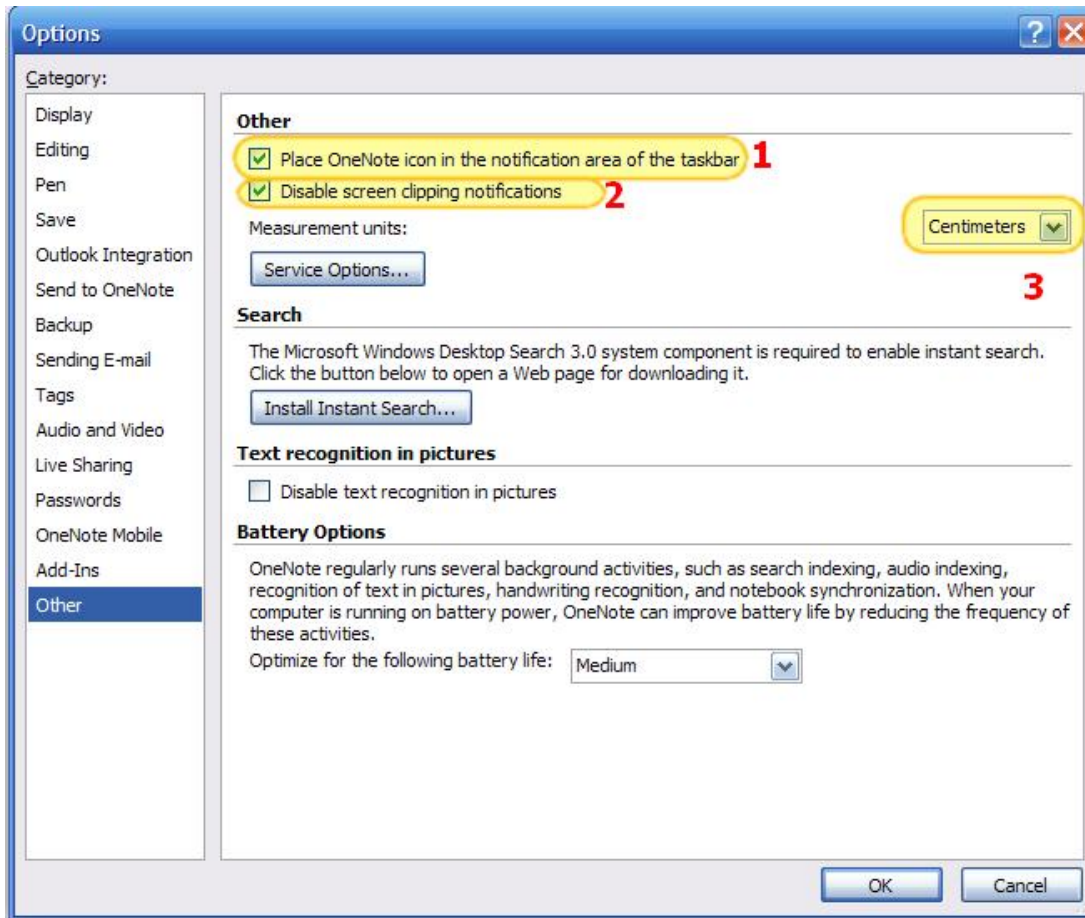 Options
Category:
Display
Editing
Pen
Save
Outlook Integration
Send to OneNote
Backup
Sending E-mail
Tags
Audio and Video
Live Sharing
Passwords
OneNote Mobile
Add-Ins
Other
Other
Place OneNote icon in the notification area of the taskbar 1
Disable screen clipping notifications 2
Measurement units: Centimeters
3
Service Options...
Search
The Microsoft Windows Desktop Search 3.0 system component is required to enable instant search.
Click the button below to open a Web page for downloading it.
Install Instant Search...
Text recognition in pictures
Disable text recognition in pictures
Battery Options
OneNote regularly runs several background activities, such as search indexing, audio indexing,
recognition of text in pictures, handwriting recognition, and notebook synchronization. When your
computer is running on battery power, OneNote can improve battery life by reducing the frequency of
these activities.
Optimize for the following battery life: Medium
OK Cancel